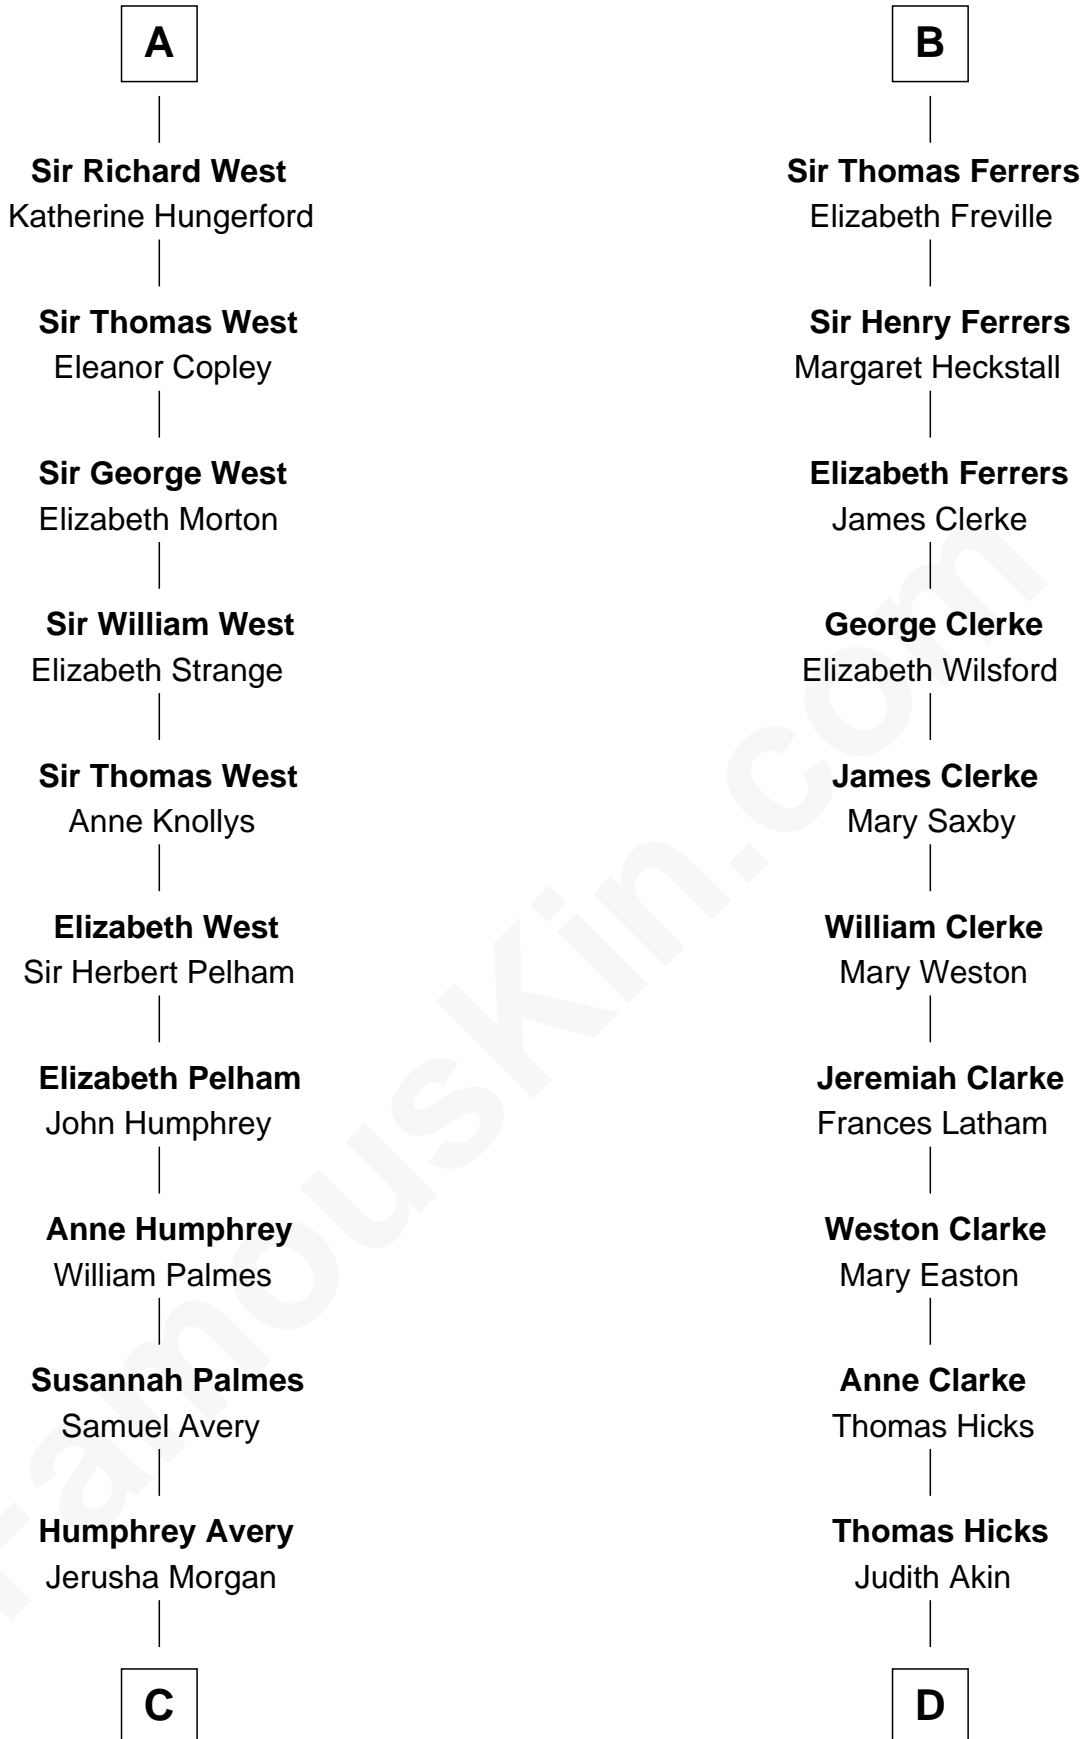 A
Sir Richard West
Katherine Hungerford
Sir Thomas West
Eleanor Copley
Sir George West
Elizabeth Morton
Sir William West
Elizabeth Strange
Sir Thomas West
Anne Knollys
Elizabeth West
Sir Herbert Pelham
Elizabeth Pelham
John Humphrey
Anne Humphrey
William Palmes
Susannah Palmes
Samuel Avery
Humphrey Avery
Jerusha Morgan
C
B
Sir Thomas Ferrers
Elizabeth Freville
Sir Henry Ferrers
Margaret Heckstall
Elizabeth Ferrers
James Clerke
George Clerke
Elizabeth Wilsford
James Clerke
Mary Saxby
William Clerke
Mary Weston
Jeremiah Clarke
Frances Latham
Weston Clarke
Mary Easton
Anne Clarke
Thomas Hicks
Thomas Hicks
Judith Akin
D
FamousKin.com